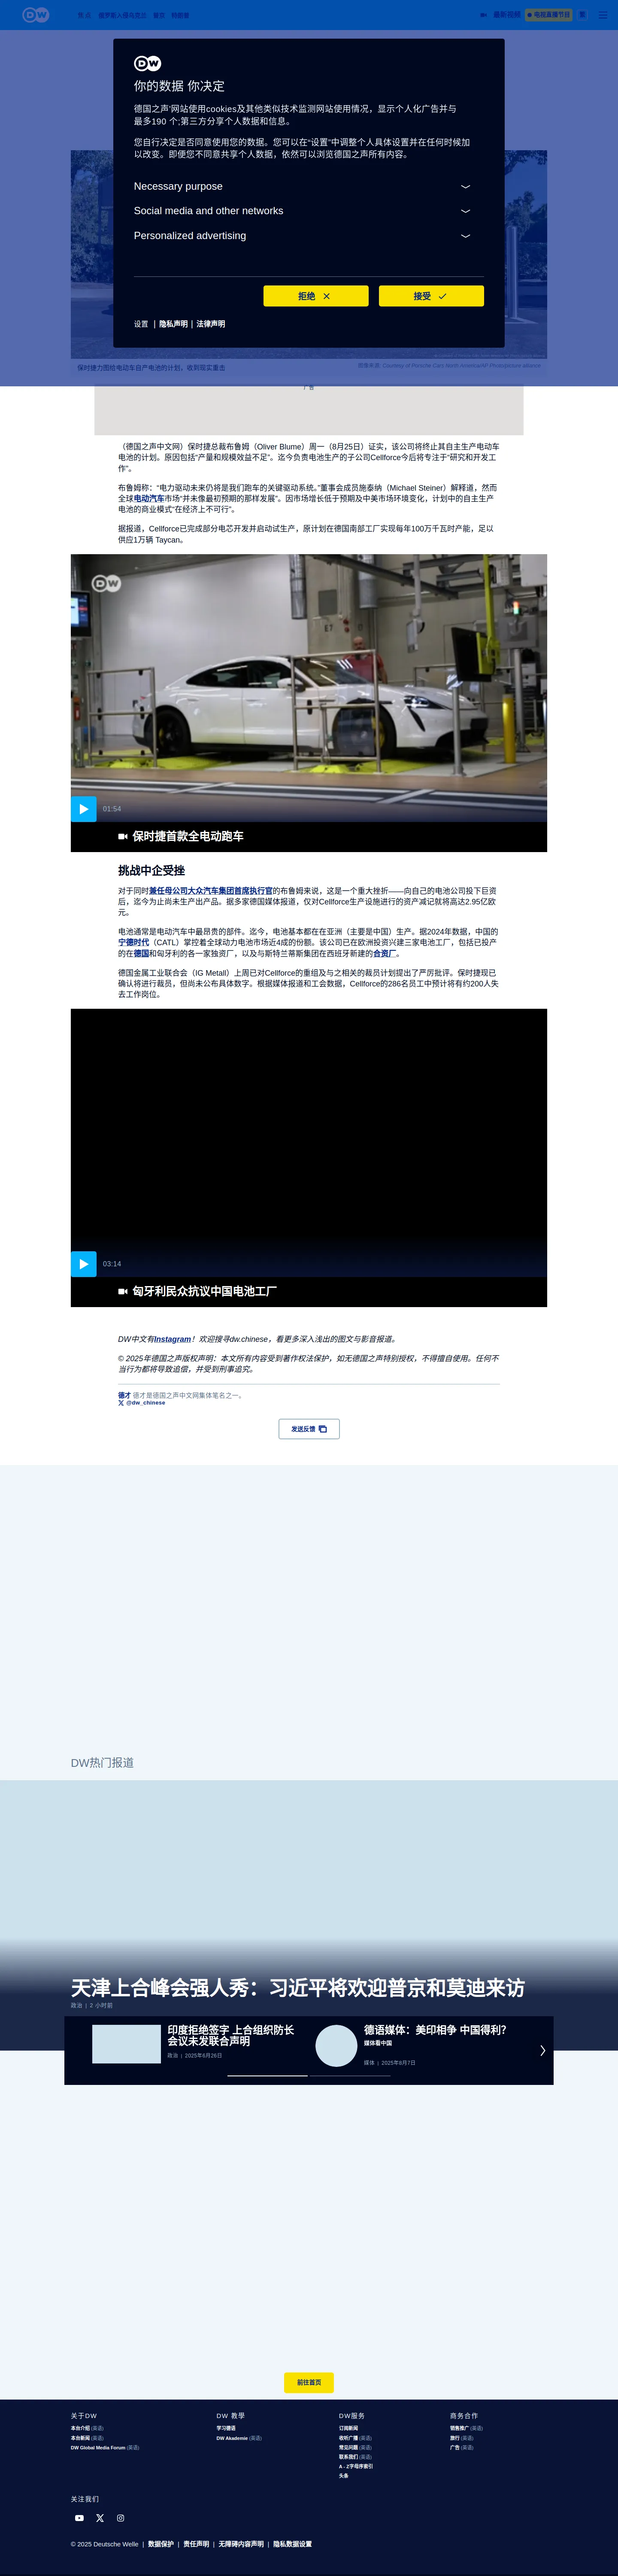 DW
最新视频
电视直播节目
DW
你的数据 你决定
德国之声'网站使用cookies及其他类似技术监测网站使用情况，显示个人化广告并与
最多190 个;第三方分享个人数据和信息。
您自行决定是否同意使用您的数据。您可以在“设置”中调整个人具体设置并在任何时候加
以改变。即便您不同意共享个人数据，依然可以浏览德国之声所有内容。
Necessary purpose
Social media and other networks
Personalized advertising
拒绝
接受
设置 | 隐私声明 | 法律声明
保时捷力图给电动车自产电池的计划，收到现实重击
图像来源: Courtesy of Porsche Cars North America/AP Photo/picture alliance
广告
（德国之声中文网）保时捷总裁布鲁姆（Oliver Blume）周一（8月25日）证实，该公司将终止其自主生产电动车
电池的计划。原因包括“产量和规模效益不足”。迄今负责电池生产的子公司Cellforce今后将专注于“研究和开发工
作”。
布鲁姆称：“电力驱动未来仍将是我们跑车的关键驱动系统。”董事会成员施泰纳（Michael Steiner）解释道，然而
全球电动汽车市场“并未像最初预期的那样发展”。因市场增长低于预期及中美市场环境变化，计划中的自主生产
电池的商业模式“在经济上不可行”。
据报道，Cellforce已完成部分电芯开发并启动试生产，原计划在德国南部工厂实现每年100万千瓦时产能，足以
供应1万辆 Taycan。
DW
01:54
保时捷首款全电动跑车
挑战中企受挫
对于同时兼任母公司大众汽车集团首席执行官的布鲁姆来说，这是一个重大挫折——向自己的电池公司投下巨资
后，迄今为止尚未生产出产品。据多家德国媒体报道，仅对Cellforce生产设施进行的资产减记就将高达2.95亿欧
元。
电池通常是电动汽车中最昂贵的部件。迄今，电池基本都在在亚洲（主要是中国）生产。据2024年数据，中国的
宁德时代（CATL）掌控着全球动力电池市场近4成的份额。该公司已在欧洲投资兴建三家电池工厂，包括已投产
的在德国和匈牙利的各一家独资厂，以及与斯特兰蒂斯集团在西班牙新建的合资厂。
德国金属工业联合会（IG Metall）上周已对Cellforce的重组及与之相关的裁员计划提出了严厉批评。保时捷现已
确认将进行裁员，但尚未公布具体数字。根据媒体报道和工会数据，Cellforce的286名员工中预计将有约200人失
去工作岗位。
03:14
匈牙利民众抗议中国电池工厂
DW中文有Instagram！欢迎搜寻dw.chinese，看更多深入浅出的图文与影音报道。
© 2025年德国之声版权声明：本文所有内容受到著作权法保护，如无德国之声特别授权，不得擅自使用。任何不
当行为都将导致追偿，并受到刑事追究。
德才 德才是德国之声中文网集体笔名之一。
@dw_chinese
发送反馈
DW热门报道
天津上合峰会强人秀：习近平将欢迎普京和莫迪来访
政治 | 2 小时前
印度拒绝签字 上合组织防长
会议未发联合声明
政治 | 2025年6月26日
德语媒体：美印相争 中国得利？
媒体看中国
媒体 | 2025年8月7日
前往首页
关于DW
本台介绍 (英语)
本台新闻 (英语)
DW Global Media Forum (英语)
DW 教學
学习德语
DW Akademie (英语)
DW服务
订阅新闻
收听广播 (英语)
常见问题 (英语)
联系我们 (英语)
A - Z字母序索引
头条
商务合作
销售推广 (英语)
旅行 (英语)
广告 (英语)
关注我们
© 2025 Deutsche Welle | 数据保护 | 责任声明 | 无障碍内容声明 | 隐私数据设置